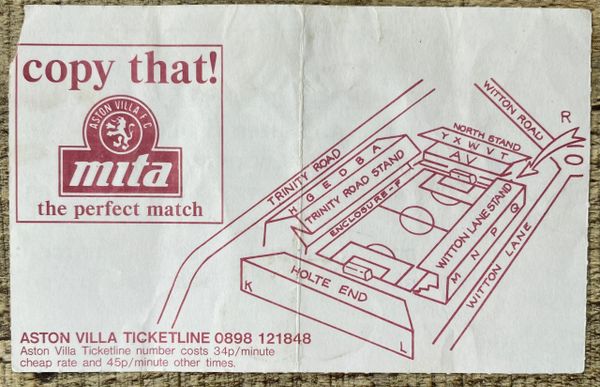 copy that!
ASTON VILLA F.C
mita
the perfect match
TRINITY ROAD
H G E D B A
TRINITY ROAD STAND
ENCLOSURE-F
NORTH STAND
Y X W V T
AV
WITTON ROAD
R
O
WITTON LANE STAND
M N P Q
WITTON LANE
HOLTE END
K
L
ASTON VILLA TICKETLINE 0898 121848
Aston Villa Ticketline number costs 34p/minute
cheap rate and 45p/minute other times.